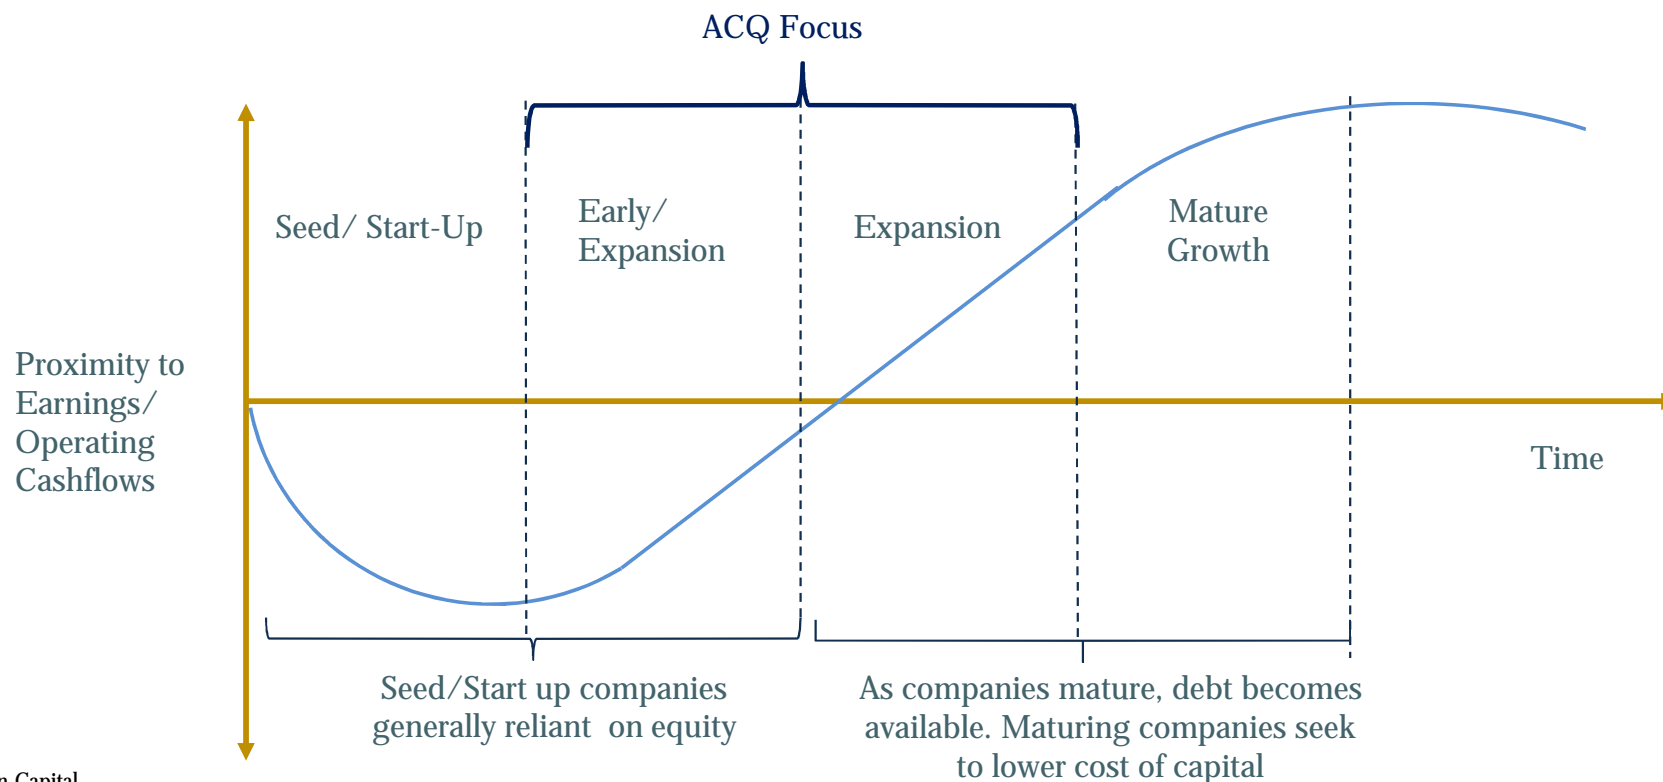 ACQ Focus
Seed/ Start-Up
Early/
Expansion
Expansion
Mature
Growth
Proximity to
Earnings/
Operating
Cashflows
Time
Seed/Start up companies
generally reliant on equity
As companies mature, debt becomes
available. Maturing companies seek
to lower cost of capital
Capital